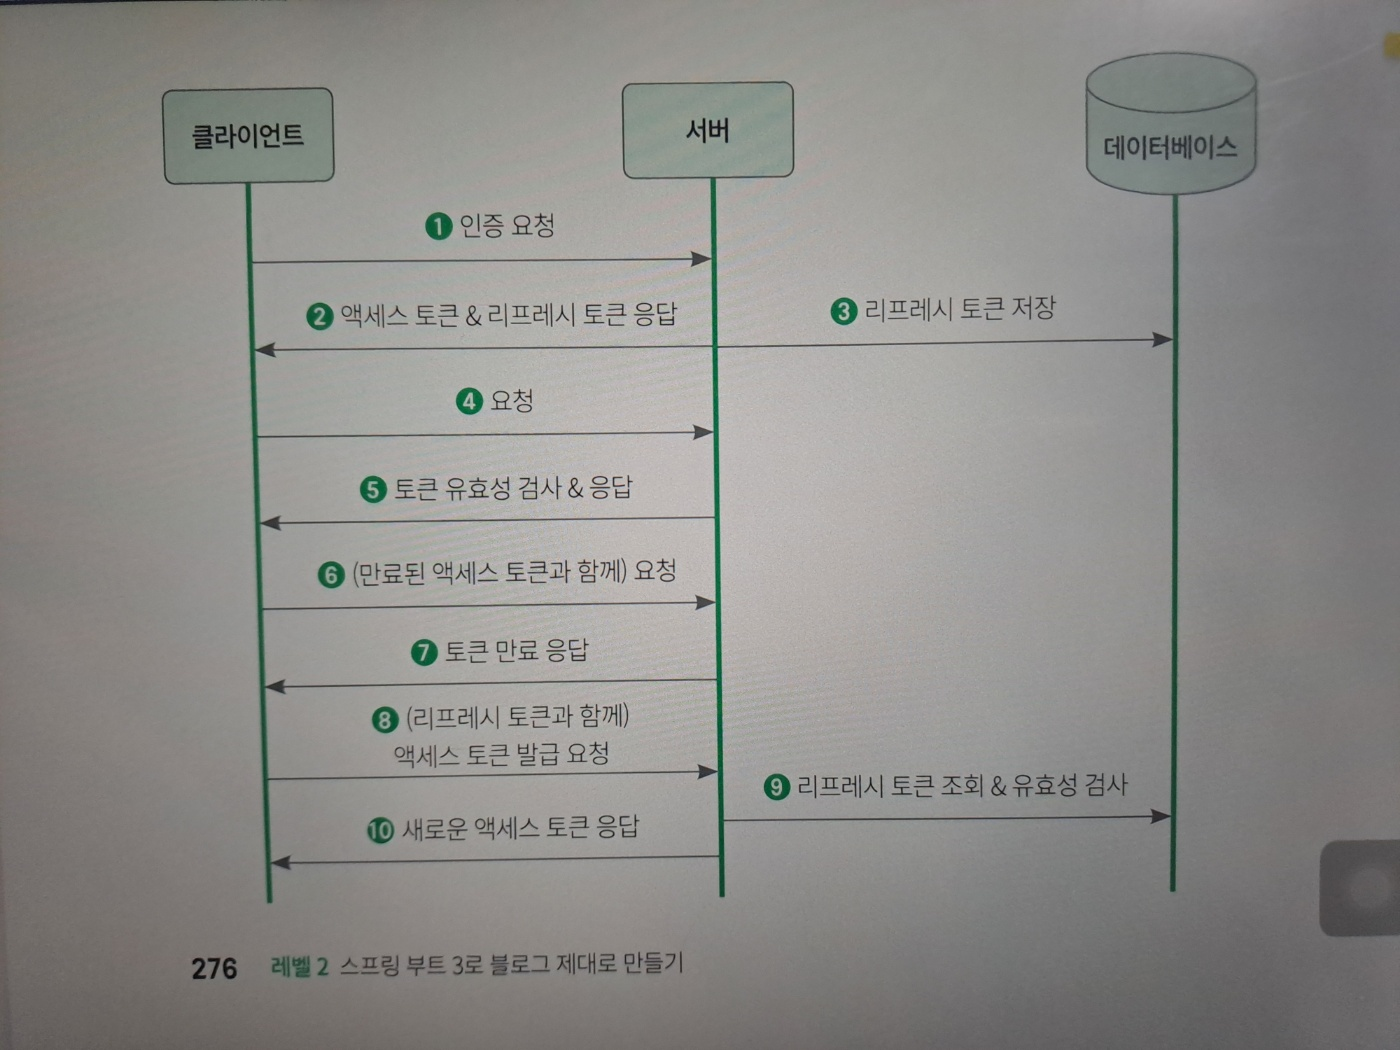 클라이언트
서버
데이터베이스
1 인증 요청
2 액세스 토큰 & 리프레시 토큰 응답
3 리프레시 토큰 저장
4 요청
5 토큰 유효성 검사 & 응답
6 (만료된 액세스 토큰과 함께) 요청
7 토큰 만료 응답
8 (리프레시 토큰과 함께)
액세스 토큰 발급 요청
9 리프레시 토큰 조회 & 유효성 검사
10 새로운 액세스 토큰 응답
276 레벨 2 스프링 부트 3로 블로그 제대로 만들기